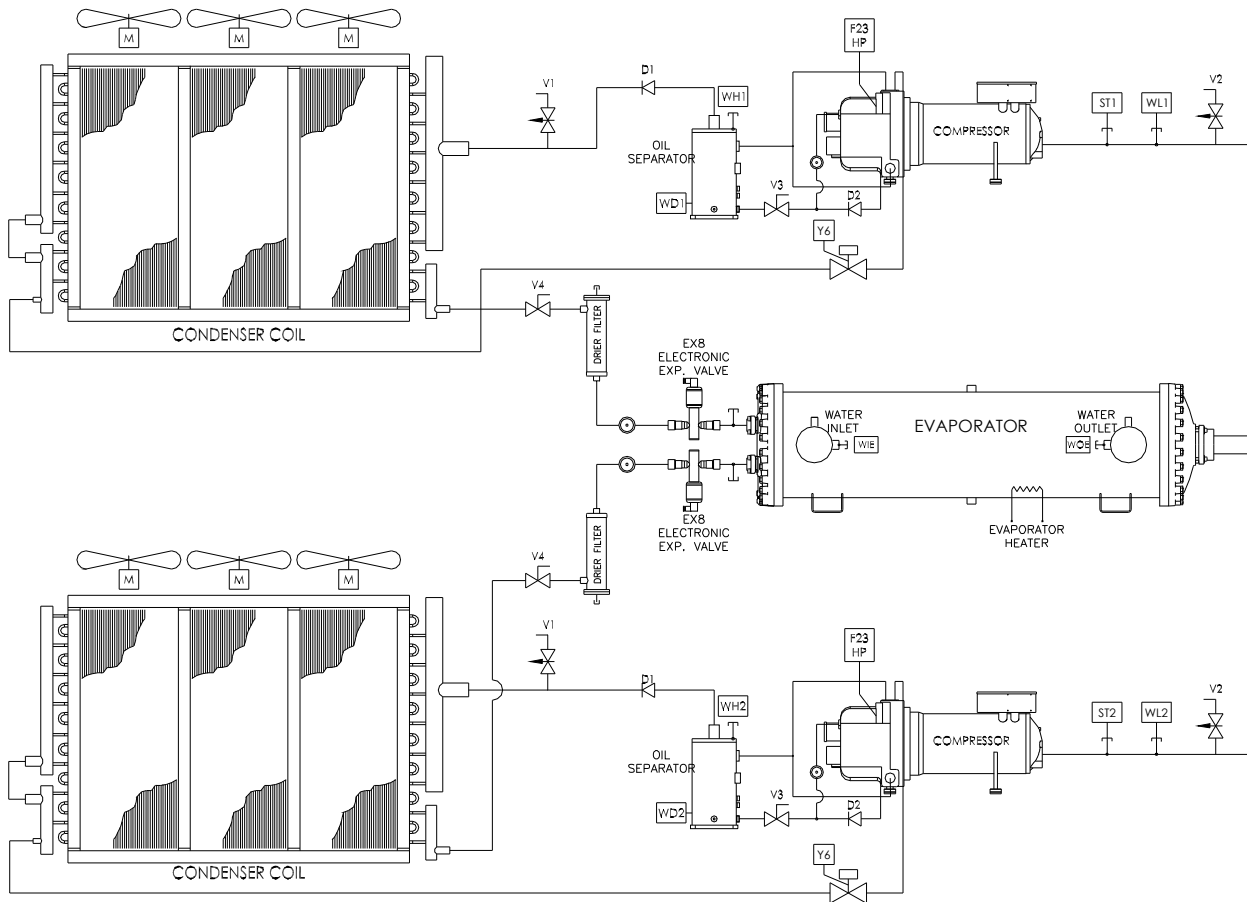 M
M
M
F23
HP
D1
V1
WH1
V2
ST1
WL1
COMPRESSOR
OIL
SEPARATOR
V3
D2
WD1
Y6
V4
CONDENSER COIL
DRIER FILTER
EX8
ELECTRONIC
EXP. VALVE
WATER
INLET
WIE
EVAPORATOR
WATER
OUTLET
WOE
EX8
ELECTRONIC
EXP. VALVE
EVAPORATOR
HEATER
DRIER FILTER
V4
M
M
M
V1
D1
F23
HP
WH2
ST2
WL2
V2
COMPRESSOR
OIL
SEPARATOR
V3
D2
WD2
Y6
CONDENSER COIL